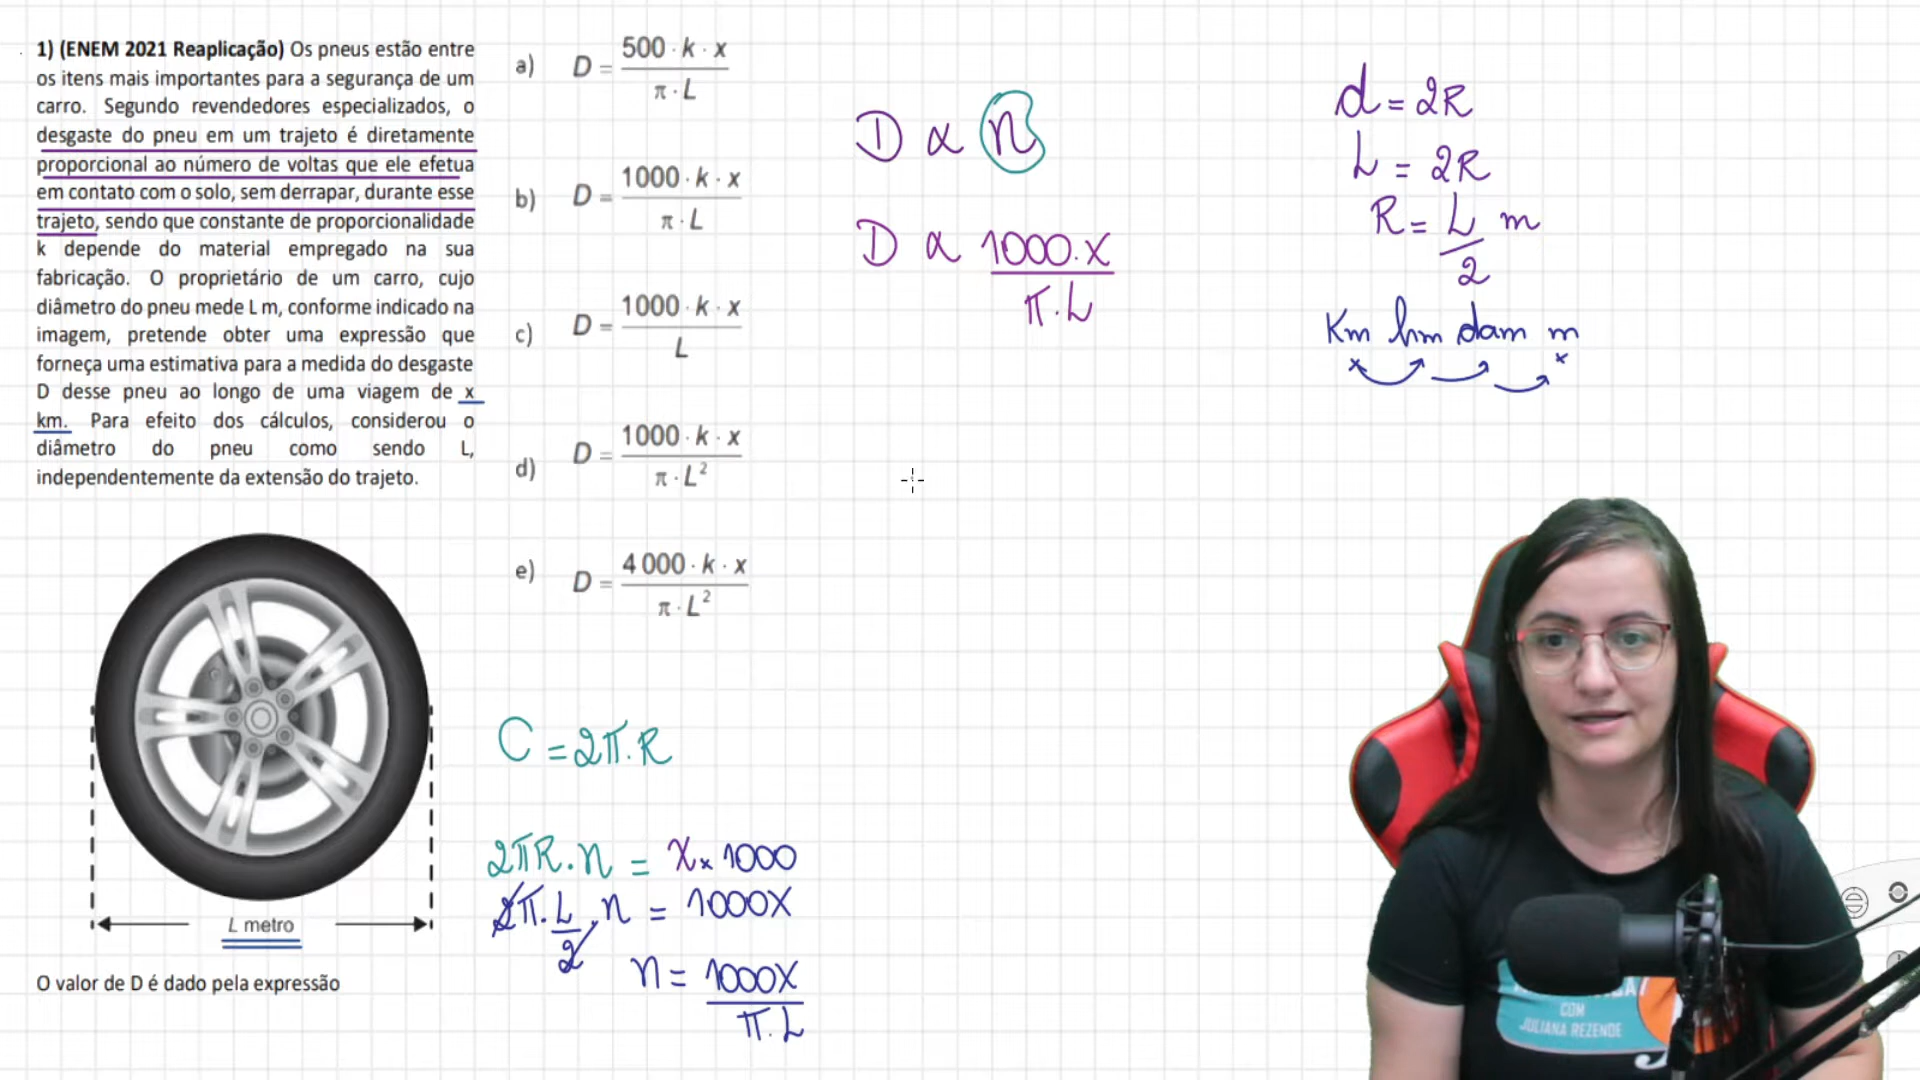 1) (ENEM 2021 Reaplicação) Os pneus estão entre
os itens mais importantes para a segurança de um
carro. Segundo revendedores especializados, o
desgaste do pneu em um trajeto é diretamente
proporcional ao número de voltas que ele efetua
em contato com o solo, sem derrapar, durante esse
trajeto, sendo que constante de proporcionalidade
k depende do material empregado na sua
fabricação. O proprietário de um carro, cujo
diâmetro do pneu mede L m, conforme indicado na
imagem, pretende obter uma expressão que
forneça uma estimativa para a medida do desgaste
D desse pneu ao longo de uma viagem de x
km. Para efeito dos cálculos, considerou o
diâmetro do pneu como sendo L,
independentemente da extensão do trajeto.
L metro
O valor de D é dado pela expressão
a) D = 500 · k · x / π · L
b) D = 1000 · k · x / π · L
c) D = 1000 · k · x / L
d) D = 1000 · k · x / π · L²
e) D = 4 000 · k · x / π · L²
C = 2π.R
2πR.n = x × 1000
2π.L/2 . n = 1000x
n = 1000x / π.L
D α n
D α 1000.x / π.L
d = 2R
L = 2R
R = L/2 m
Km hm dam m
COM
JULIANA REZENDE